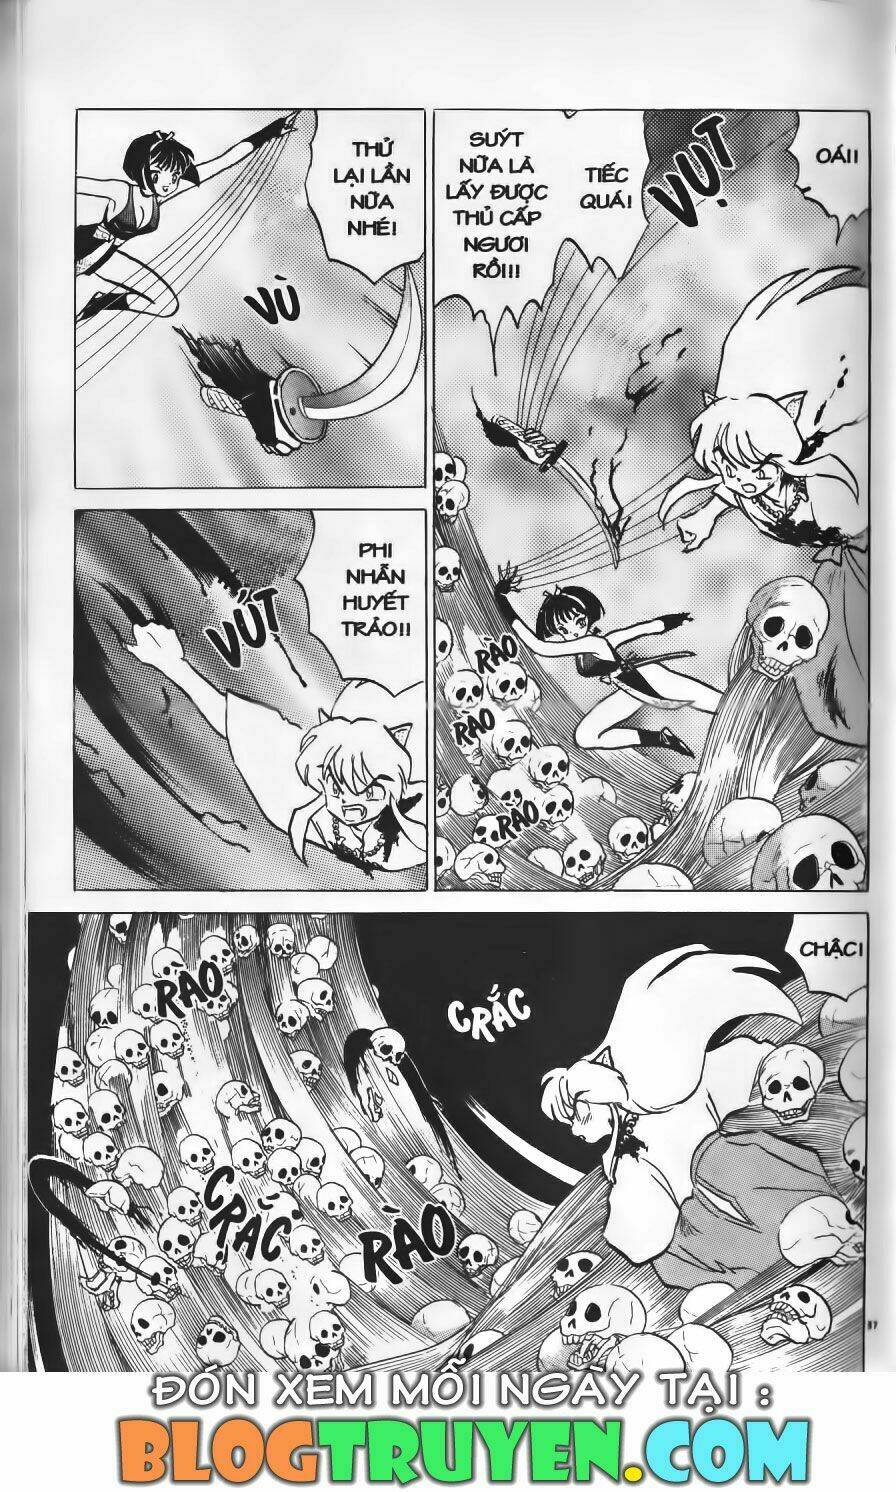 OÁI!
VỤT
TIẾC
QUÁ!
SUÝT
NỮA LÀ
LẤY ĐƯỢC
THỦ CẤP
NGƯƠI
RỒI!!!
RÀO
RÀO
RÀO
THỬ
LẠI LẦN
NỮA
NHÉ!
VÙ
PHI
NHẪN
HUYẾT
TRẢO!!
VÚT
CHẬC!
CRẮC
RÀO
CRẮC
RÀO
97
ĐÓN XEM MỖI NGÀY TẠI :
BLOGTRUYEN.COM